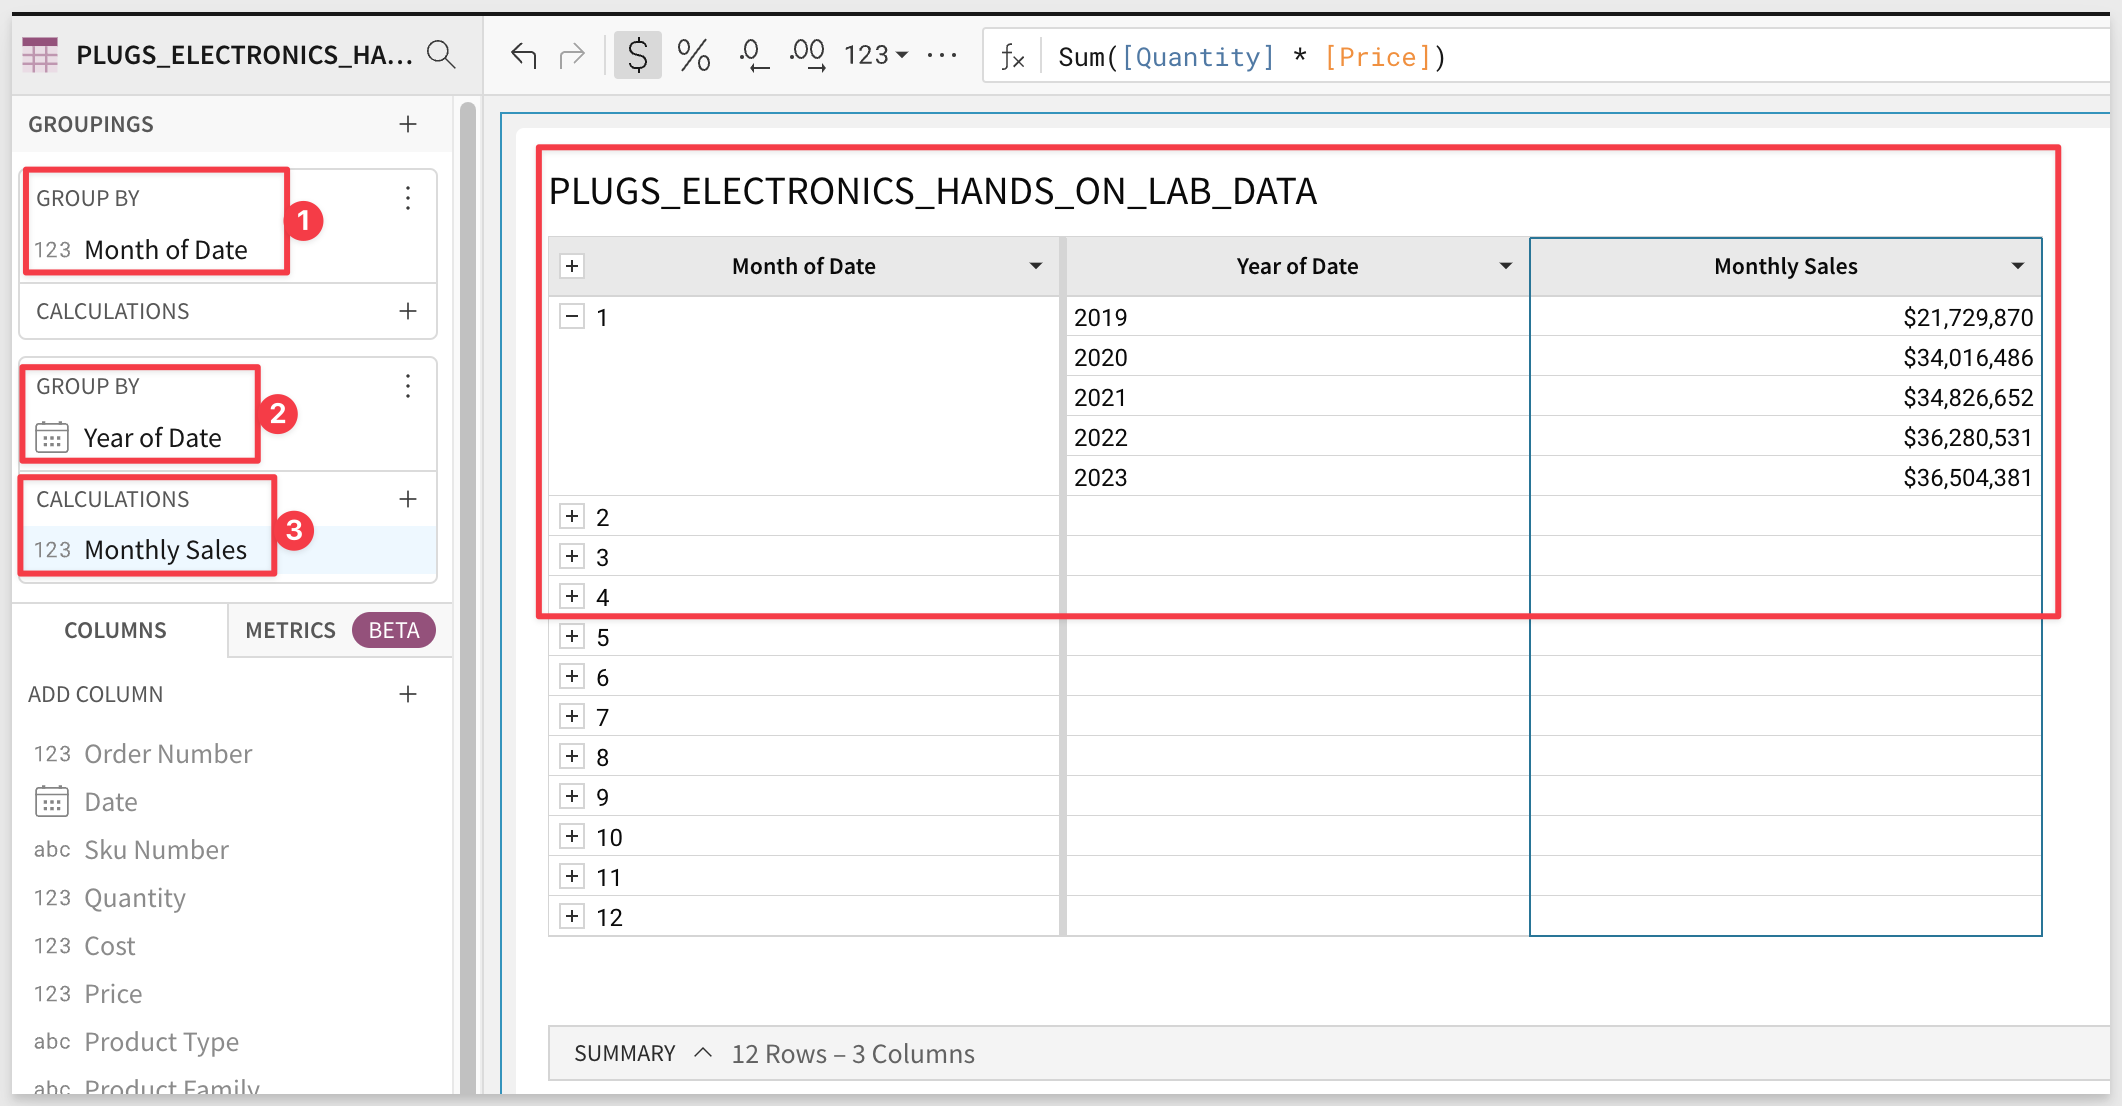 PLUGS_ELECTRONICS_HA...
$ % .0 .00 123 ...
fx Sum([Quantity] * [Price])
GROUPINGS
GROUP BY
1
123 Month of Date
CALCULATIONS
GROUP BY
2
Year of Date
CALCULATIONS
3
123 Monthly Sales
COLUMNS METRICS BETA
ADD COLUMN
123 Order Number
Date
abc Sku Number
123 Quantity
123 Cost
123 Price
abc Product Type
abc Product Family
PLUGS_ELECTRONICS_HANDS_ON_LAB_DATA
Month of Date Year of Date Monthly Sales
1 2019 $21,729,870
2020 $34,016,486
2021 $34,826,652
2022 $36,280,531
2023 $36,504,381
2
3
4
5
6
7
8
9
10
11
12
SUMMARY 12 Rows – 3 Columns